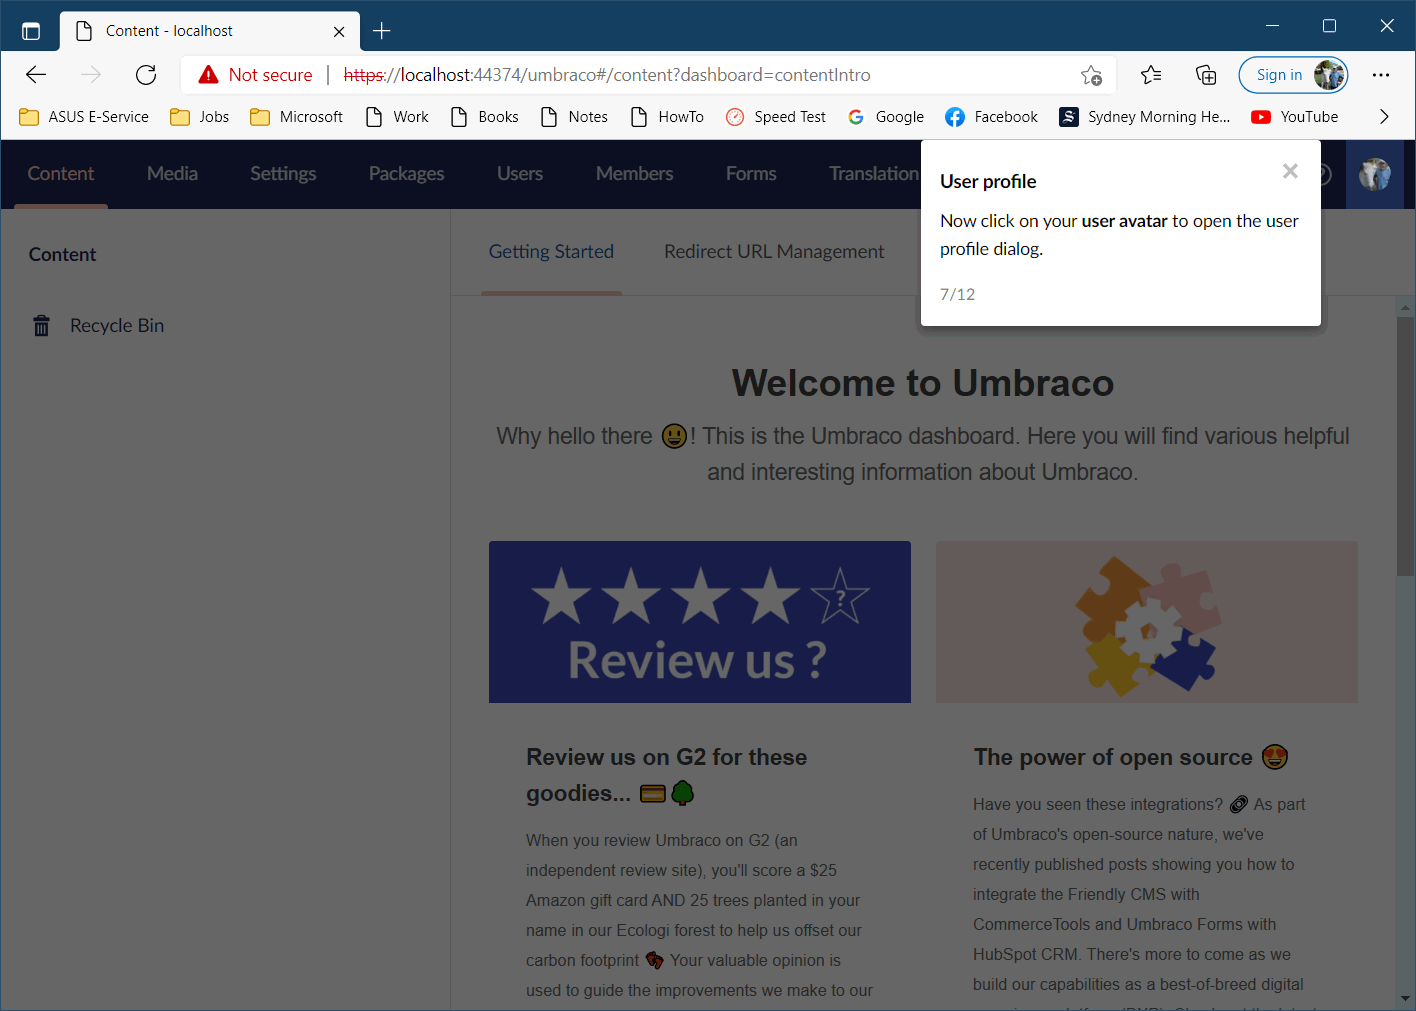 Content - localhost
Not secure | https://localhost:44374/umbraco#/content?dashboard=contentIntro
Sign in
ASUS E-Service Jobs Microsoft Work Books Notes HowTo Speed Test Google Facebook Sydney Morning He... YouTube
Content Media Settings Packages Users Members Forms Translation
User profile
Now click on your user avatar to open the user
profile dialog.
7/12
Content
Recycle Bin
Getting Started Redirect URL Management
Welcome to Umbraco
Why hello there 😃! This is the Umbraco dashboard. Here you will find various helpful
and interesting information about Umbraco.
?
Review us ?
Review us on G2 for these
goodies... 💳🌳
When you review Umbraco on G2 (an
independent review site), you'll score a $25
Amazon gift card AND 25 trees planted in your
name in our Ecologi forest to help us offset our
carbon footprint 👣 Your valuable opinion is
used to guide the improvements we make to our
The power of open source 😍
Have you seen these integrations? 🔗 As part
of Umbraco's open-source nature, we've
recently published posts showing you how to
integrate the Friendly CMS with
CommerceTools and Umbraco Forms with
HubSpot CRM. There's more to come as we
build our capabilities as a best-of-breed digital